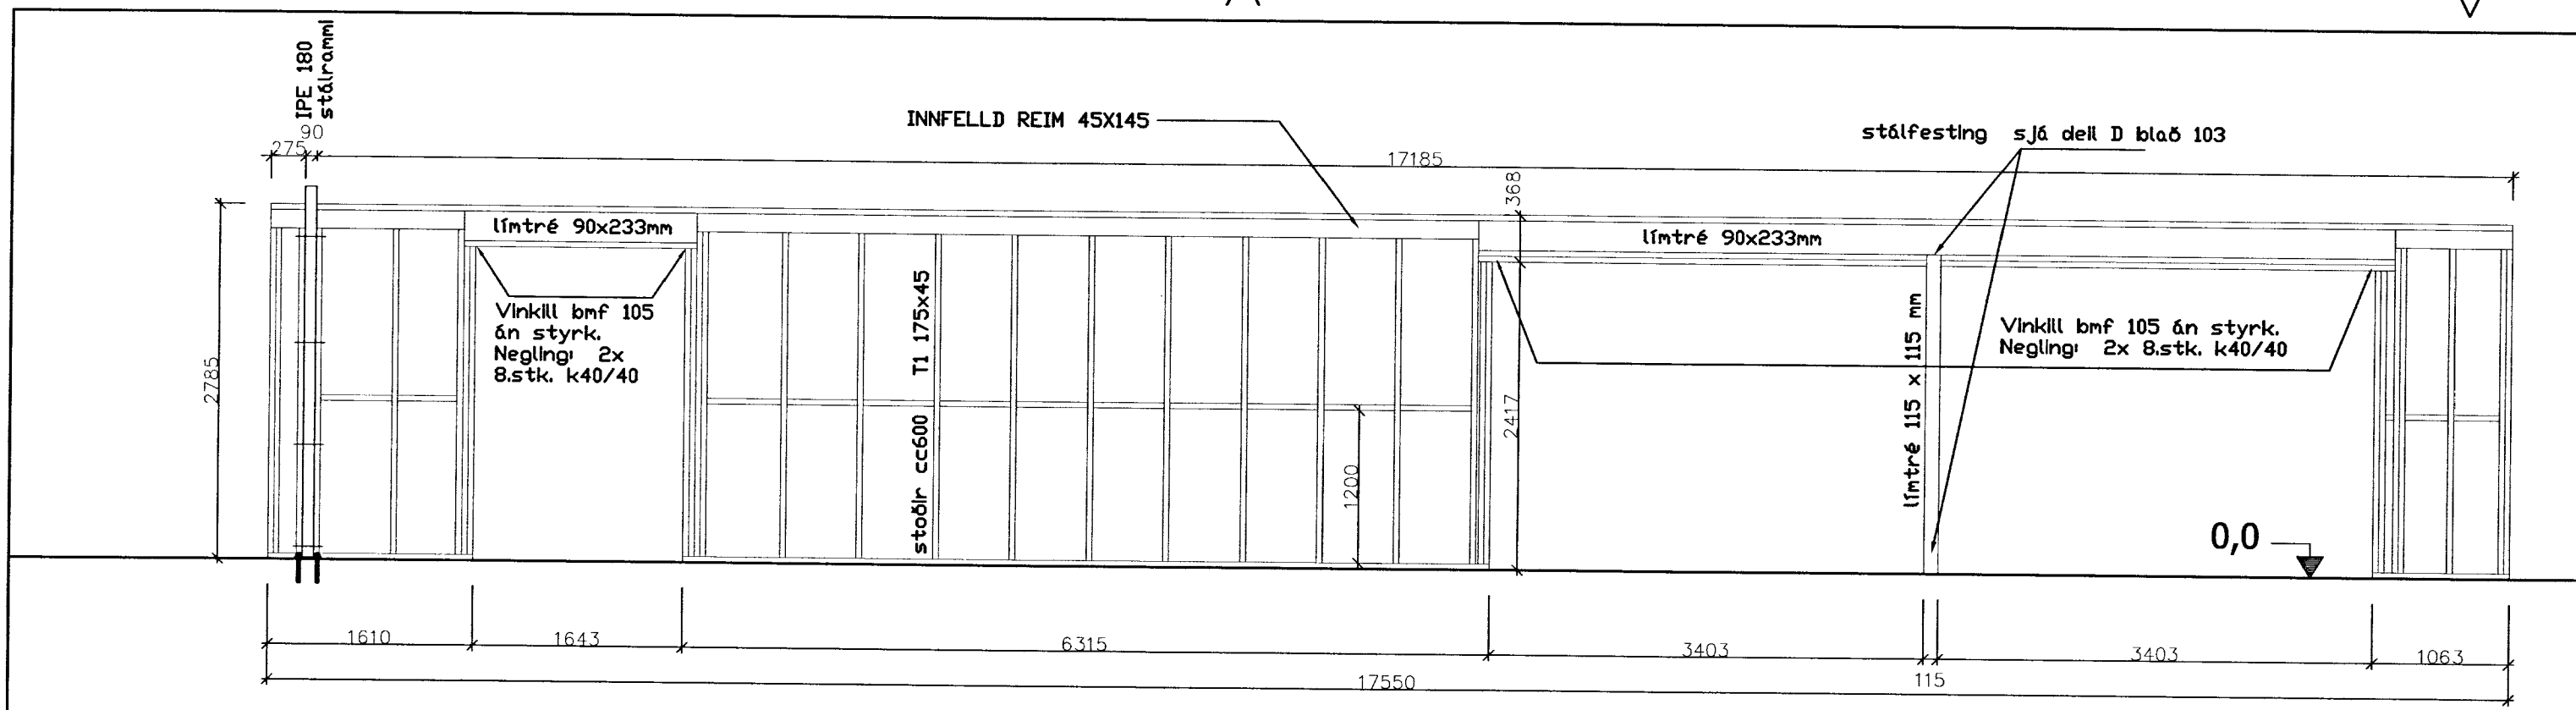 IPE 180
stálrammi
90
275
INNFELLD REIM 45X145
stálfesting sjá deil D blað 103
17185
368
límtré 90x233mm
límtré 90x233mm
Vinkill bmf 105
án styrk.
Negling: 2x
8.stk. k40/40
stoðir cc600 T1 175x45
Vinkill bmf 105 án styrk.
Negling: 2x 8.stk. k40/40
límtré 115 x 115 mm
2785
2417
1200
0,0
1610
1643
6315
3403
3403
1063
17550
115